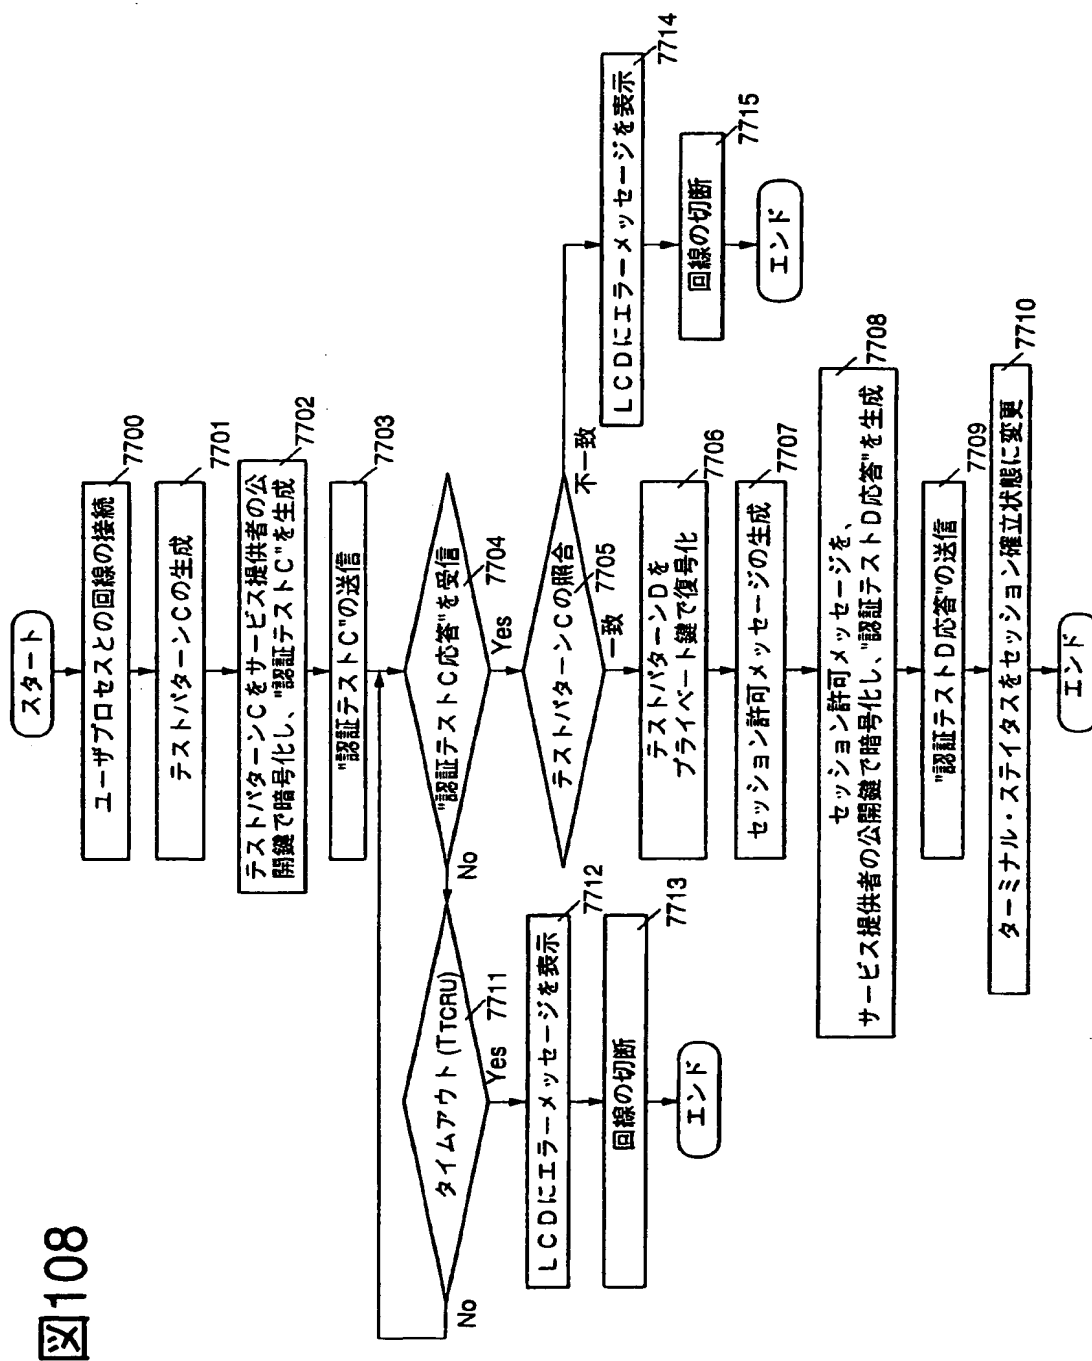 図108
スタート
ユーザプロセスとの回線の接続
7700
テストパターンCの生成
7701
テストパターンCをサービス提供者の公
開鍵で暗号化し、"認証テストC"を生成
7702
"認証テストC"の送信
7703
"認証テストC応答"を受信
7704
No
Yes
タイムアウト(TTCRU)
7711
No
Yes
LCDにエラーメッセージを表示
7712
回線の切断
7713
エンド
テストパターンCの照合
7705
不一致
一致
LCDにエラーメッセージを表示
7714
回線の切断
7715
エンド
テストパターンDを
プライベート鍵で復号化
7706
セッション許可メッセージの生成
7707
セッション許可メッセージを、
サービス提供者の公開鍵で暗号化し、"認証テストD応答"を生成
7708
"認証テストD応答"の送信
7709
ターミナル・ステイタスをセッション確立状態に変更
7710
エンド